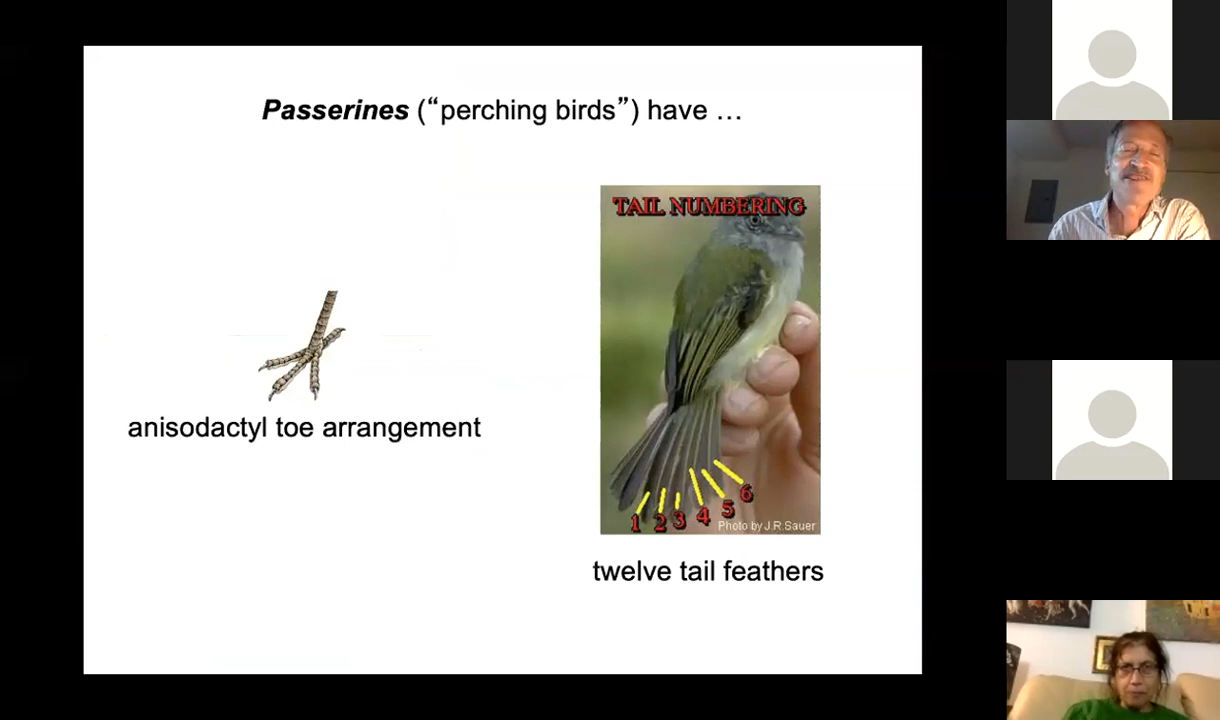 Passerines (“perching birds”) have …
TAIL NUMBERING
anisodactyl toe arrangement
1 2 3 4 5 6
Photo by J.R.Sauer
twelve tail feathers